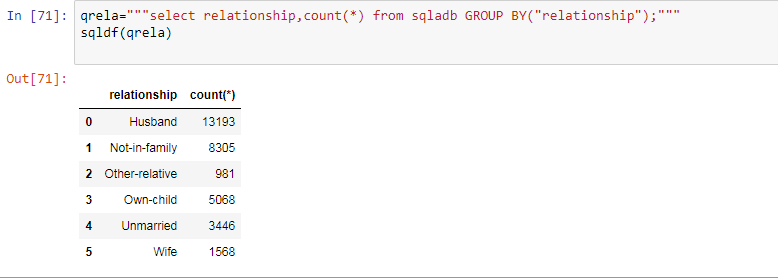 In [71]: qrela="""select relationship,count(*) from sqladb GROUP BY("relationship");"""
sqldf(qrela)
Out[71]:
relationship count(*)
0 Husband 13193
1 Not-in-family 8305
2 Other-relative 981
3 Own-child 5068
4 Unmarried 3446
5 Wife 1568